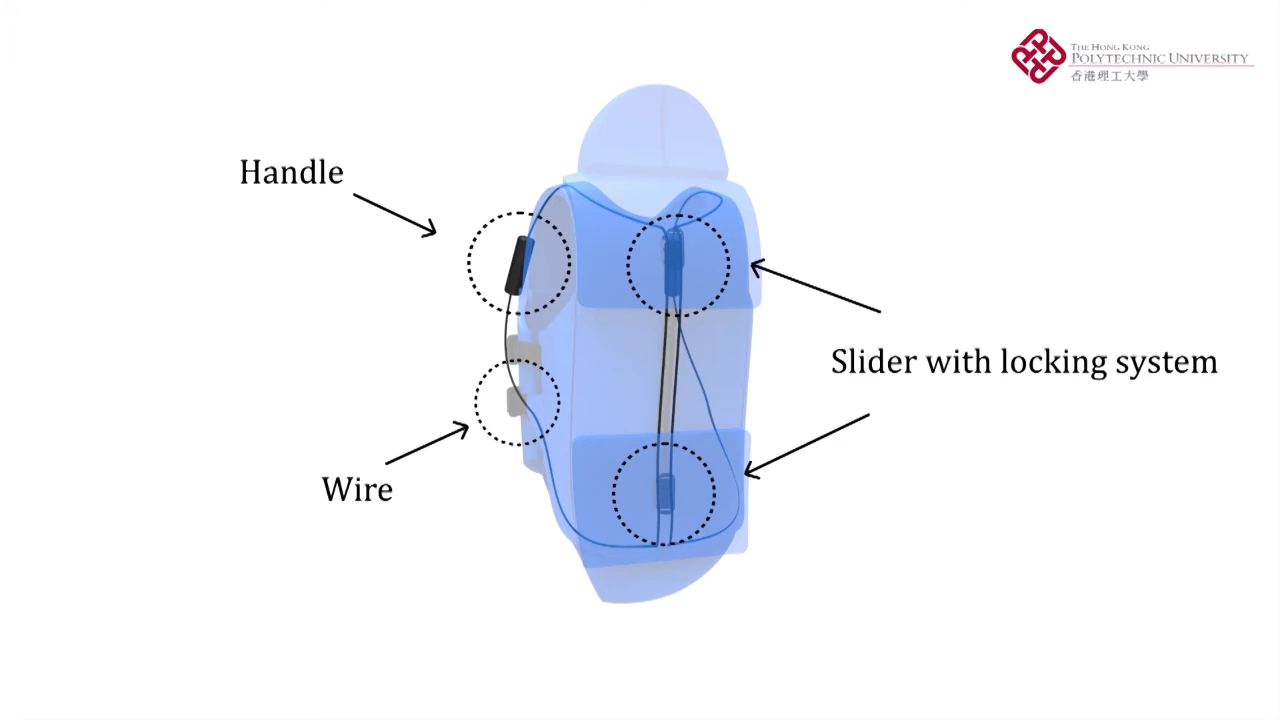 THE HONG KONG
POLYTECHNIC UNIVERSITY
香港理工大學
Handle
Slider with locking system
Wire